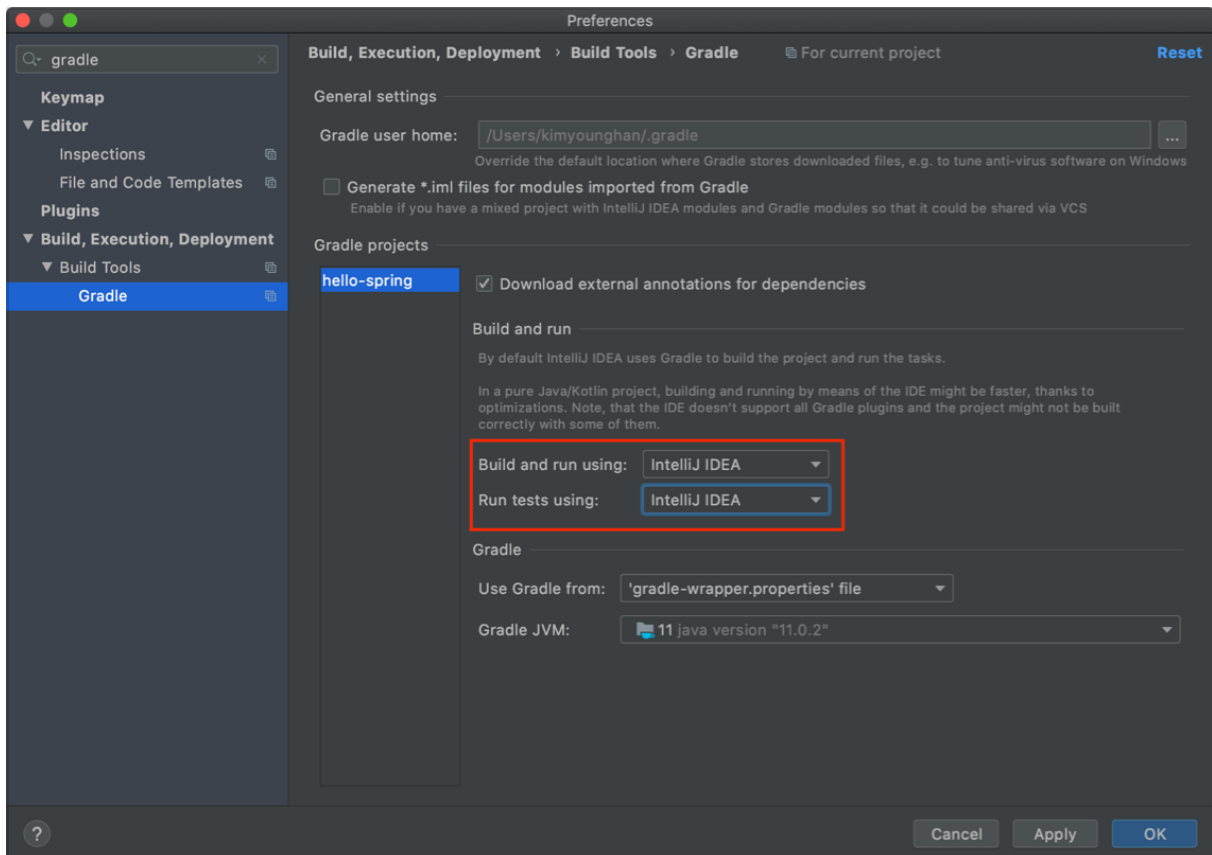 Preferences
gradle
Keymap
Editor
Inspections
File and Code Templates
Plugins
Build, Execution, Deployment
Build Tools
Gradle
Build, Execution, Deployment › Build Tools › Gradle For current project Reset
General settings
Gradle user home: /Users/kimyounghan/.gradle ...
Override the default location where Gradle stores downloaded files, e.g. to tune anti-virus software on Windows
Generate *.iml files for modules imported from Gradle
Enable if you have a mixed project with IntelliJ IDEA modules and Gradle modules so that it could be shared via VCS
Gradle projects
hello-spring
Download external annotations for dependencies
Build and run
By default IntelliJ IDEA uses Gradle to build the project and run the tasks.
In a pure Java/Kotlin project, building and running by means of the IDE might be faster, thanks to
optimizations. Note, that the IDE doesn't support all Gradle plugins and the project might not be built
correctly with some of them.
Build and run using: IntelliJ IDEA
Run tests using: IntelliJ IDEA
Gradle
Use Gradle from: 'gradle-wrapper.properties' file
Gradle JVM: 11 java version "11.0.2"
? Cancel Apply OK